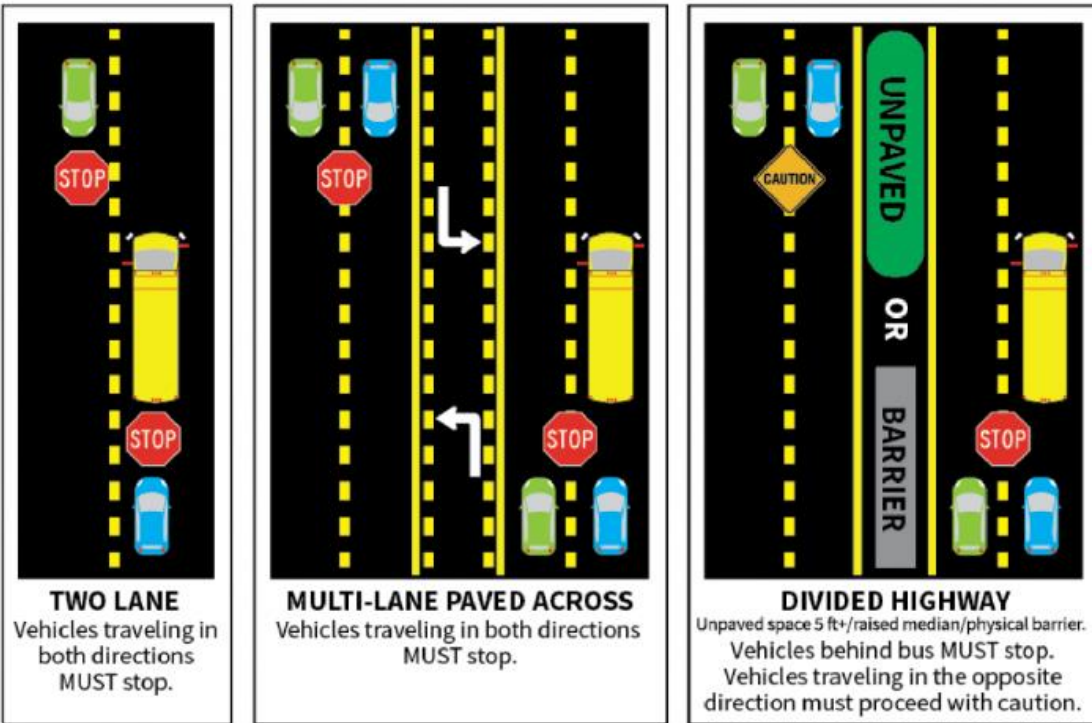 STOP
STOP
TWO LANE
Vehicles traveling in
both directions
MUST stop.
STOP
STOP
MULTI-LANE PAVED ACROSS
Vehicles traveling in both directions
MUST stop.
CAUTION
UNPAVED
OR
BARRIER
STOP
DIVIDED HIGHWAY
Unpaved space 5 ft+/raised median/physical barrier.
Vehicles behind bus MUST stop.
Vehicles traveling in the opposite
direction must proceed with caution.